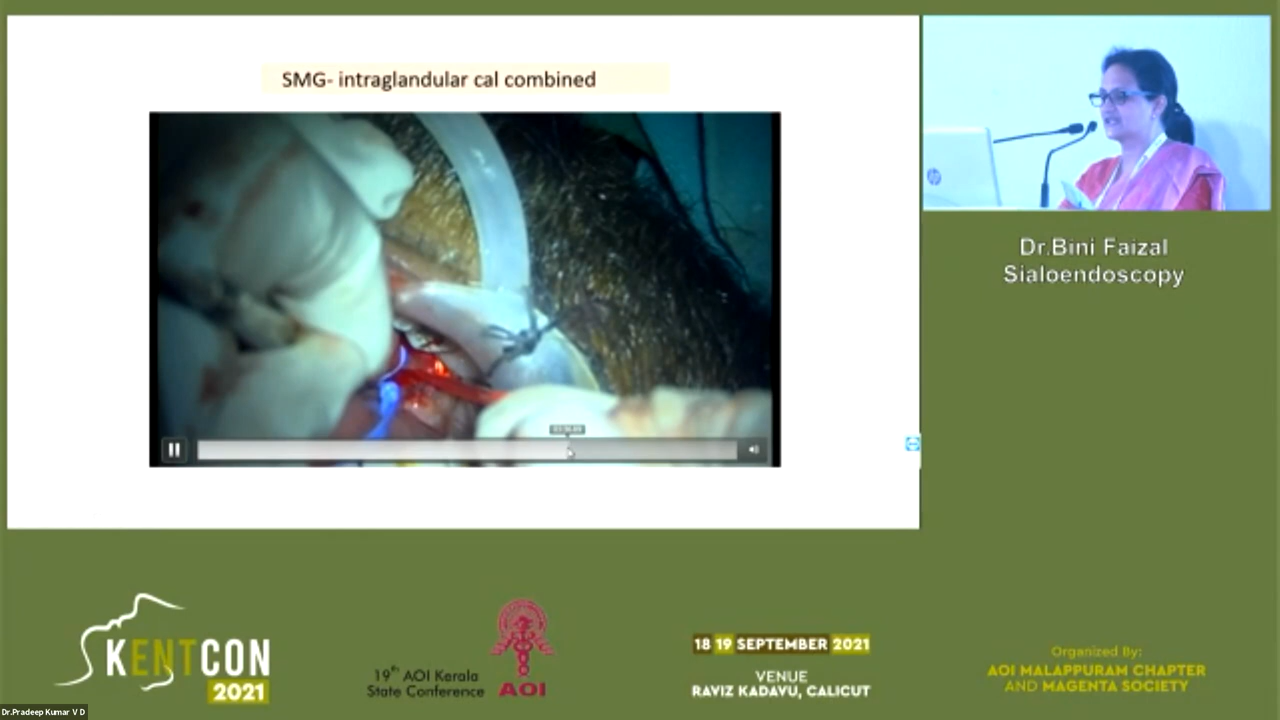 SMG- intraglandular cal combined
Dr.Bini Faizal
Sialoendoscopy
KENTCON
2021
19th AOI Kerala
State Conference
AOI
18 19 SEPTEMBER 2021
VENUE
RAVIZ KADAVU, CALICUT
Organized By:
AOI MALAPPURAM CHAPTER
AND MAGENTA SOCIETY
Dr.Pradeep Kumar V D